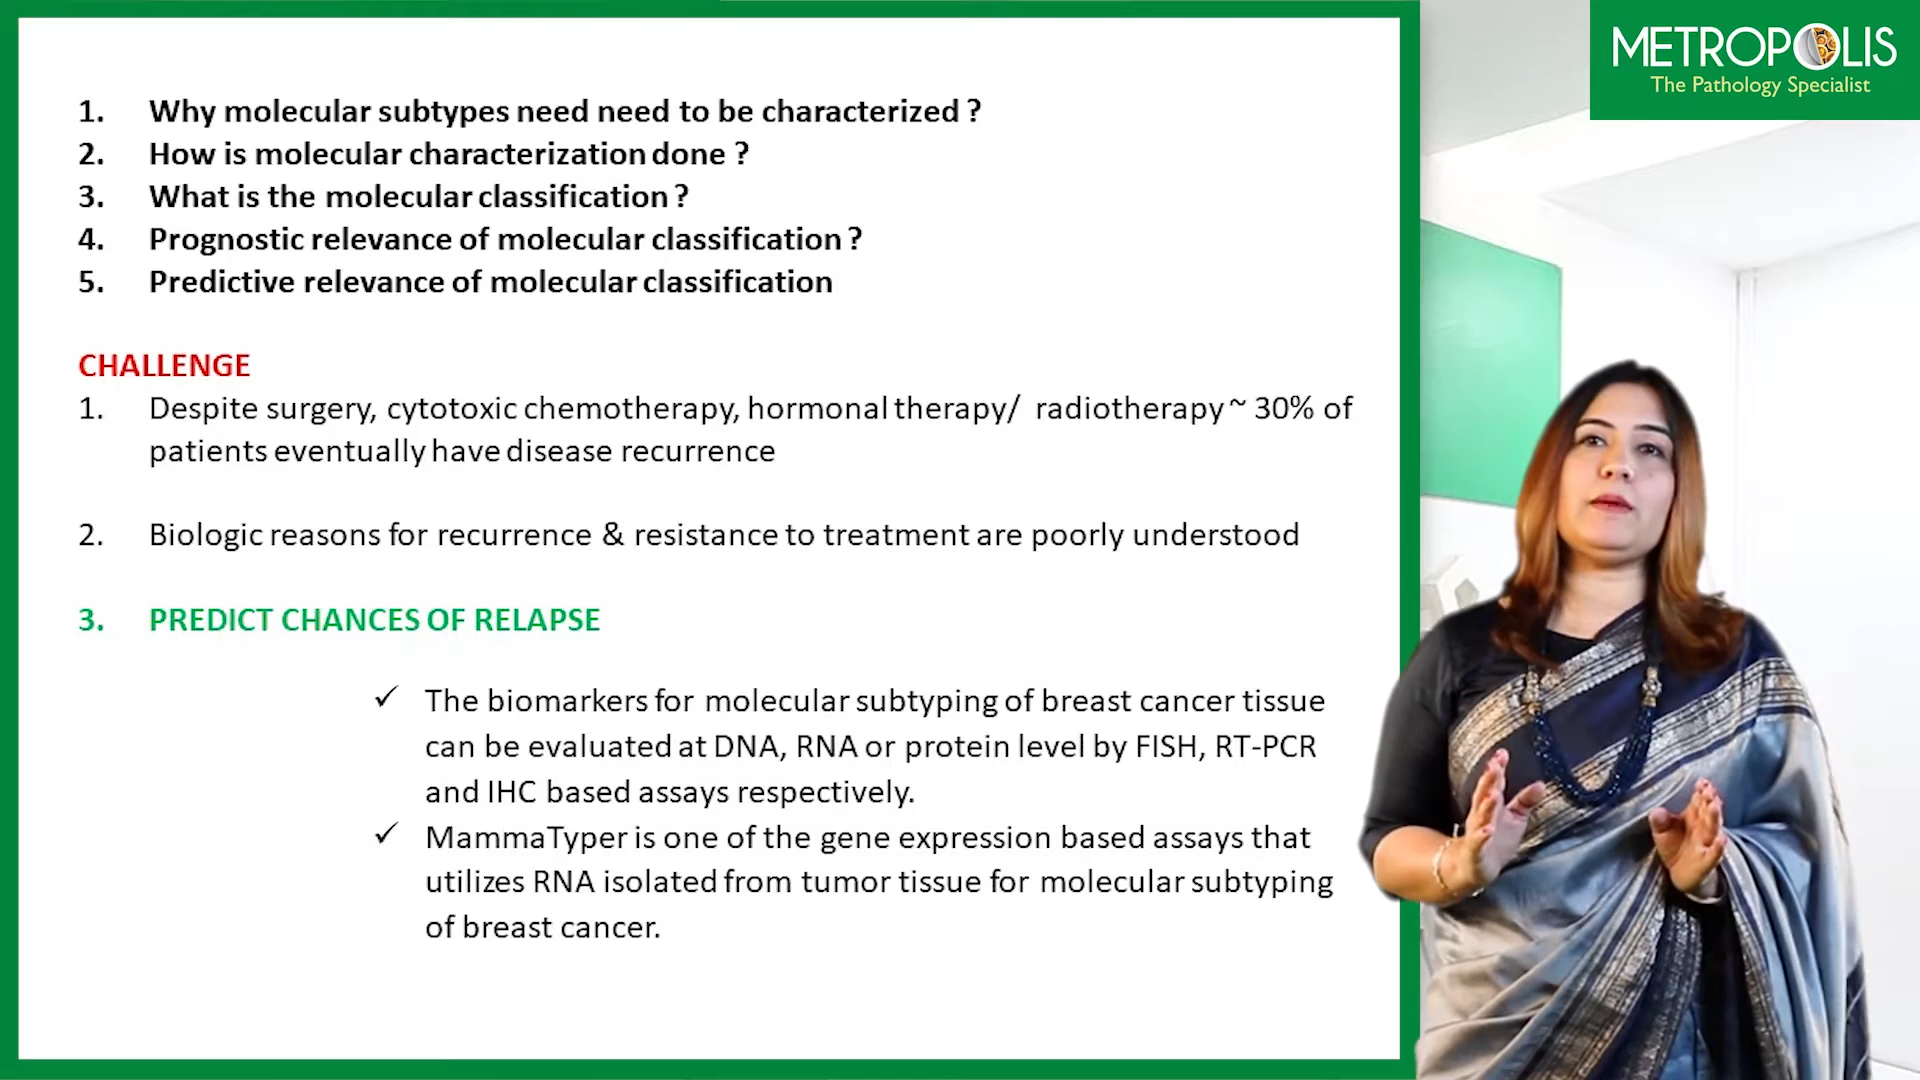 METROPOLIS
The Pathology Specialist
1. Why molecular subtypes need need to be characterized ?
2. How is molecular characterization done ?
3. What is the molecular classification ?
4. Prognostic relevance of molecular classification ?
5. Predictive relevance of molecular classification
CHALLENGE
1. Despite surgery, cytotoxic chemotherapy, hormonal therapy/ radiotherapy ~ 30% of
patients eventually have disease recurrence
2. Biologic reasons for recurrence & resistance to treatment are poorly understood
3. PREDICT CHANCES OF RELAPSE
✓ The biomarkers for molecular subtyping of breast cancer tissue
can be evaluated at DNA, RNA or protein level by FISH, RT-PCR
and IHC based assays respectively.
✓ MammaTyper is one of the gene expression based assays that
utilizes RNA isolated from tumor tissue for molecular subtyping
of breast cancer.